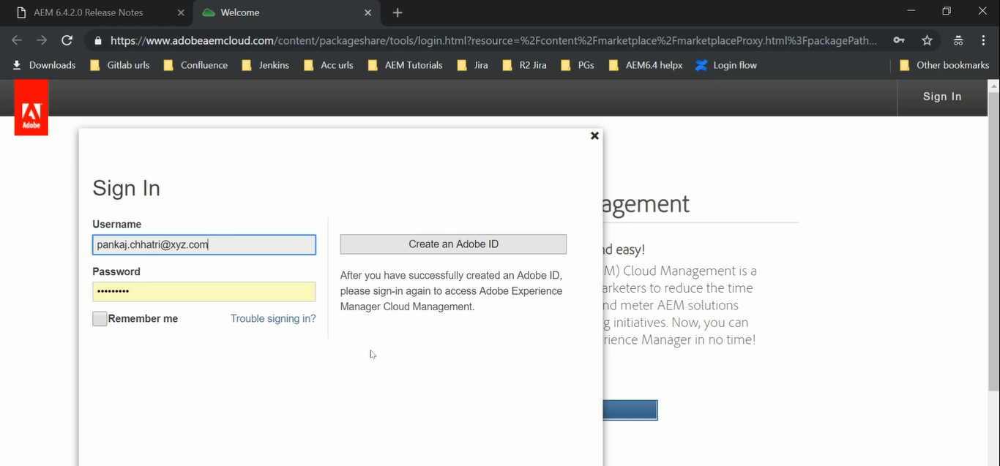 AEM 6.4.2.0 Release Notes
Welcome
https://www.adobeaemcloud.com/content/packageshare/tools/login.html?resource=%2Fcontent%2Fmarketplace%2FmarketplaceProxy.html%3FpackagePath...
Downloads Gitlab urls Confluence Jenkins Acc urls AEM Tutorials Jira R2 Jira PGs AEM6.4 helpx Login flow Other bookmarks
Adobe
Sign In
Sign In
agement
Username
pankaj.chhatri@xyz.com
Create an Adobe ID
nd easy!
Password
After you have successfully created an Adobe ID,
please sign-in again to access Adobe Experience
Manager Cloud Management.
M) Cloud Management is a
arketers to reduce the time
nd meter AEM solutions
g initiatives. Now, you can
rience Manager in no time!
•••••••••
Remember me Trouble signing in?